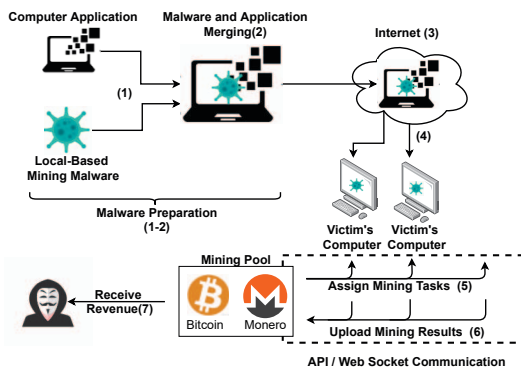 Computer Application
Malware and Application
Merging(2)
Internet (3)
(1)
(4)
Local-Based
Mining Malware
Malware Preparation
(1-2)
Victim's
Computer
Victim's
Computer
Mining Pool
Bitcoin
Monero
Receive
Revenue(7)
Assign Mining Tasks (5)
Upload Mining Results (6)
API / Web Socket Communication